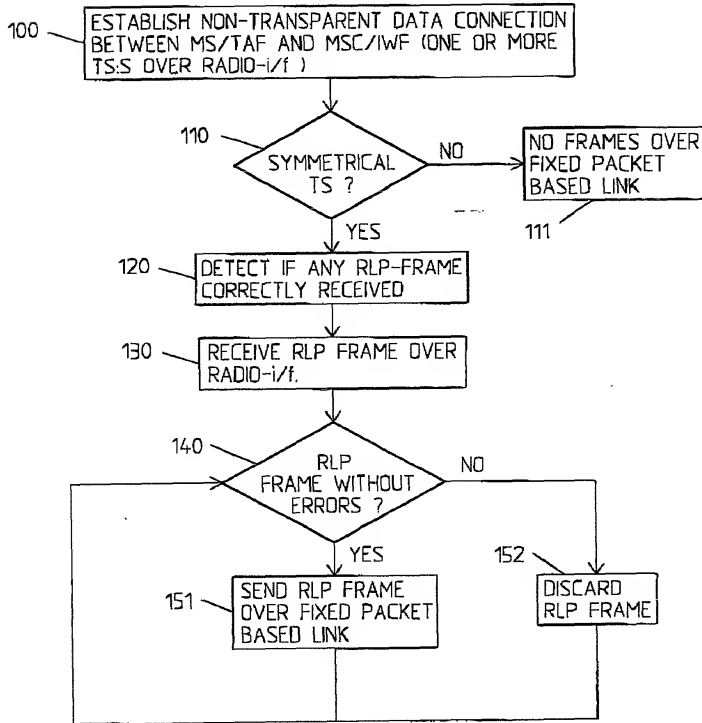 100
ESTABLISH NON-TRANSPARENT DATA CONNECTION
BETWEEN MS/TAF AND MSC/IWF (ONE OR MORE
TS:S OVER RADIO-i/f )
110
SYMMETRICAL
TS ?
NO
NO FRAMES OVER
FIXED PACKET
BASED LINK
111
YES
120
DETECT IF ANY RLP-FRAME
CORRECTLY RECEIVED
130
RECEIVE RLP FRAME OVER
RADIO-i/f.
140
RLP
FRAME WITHOUT
ERRORS ?
NO
YES
151
SEND RLP FRAME
OVER FIXED PACKET
BASED LINK
152
DISCARD
RLP FRAME